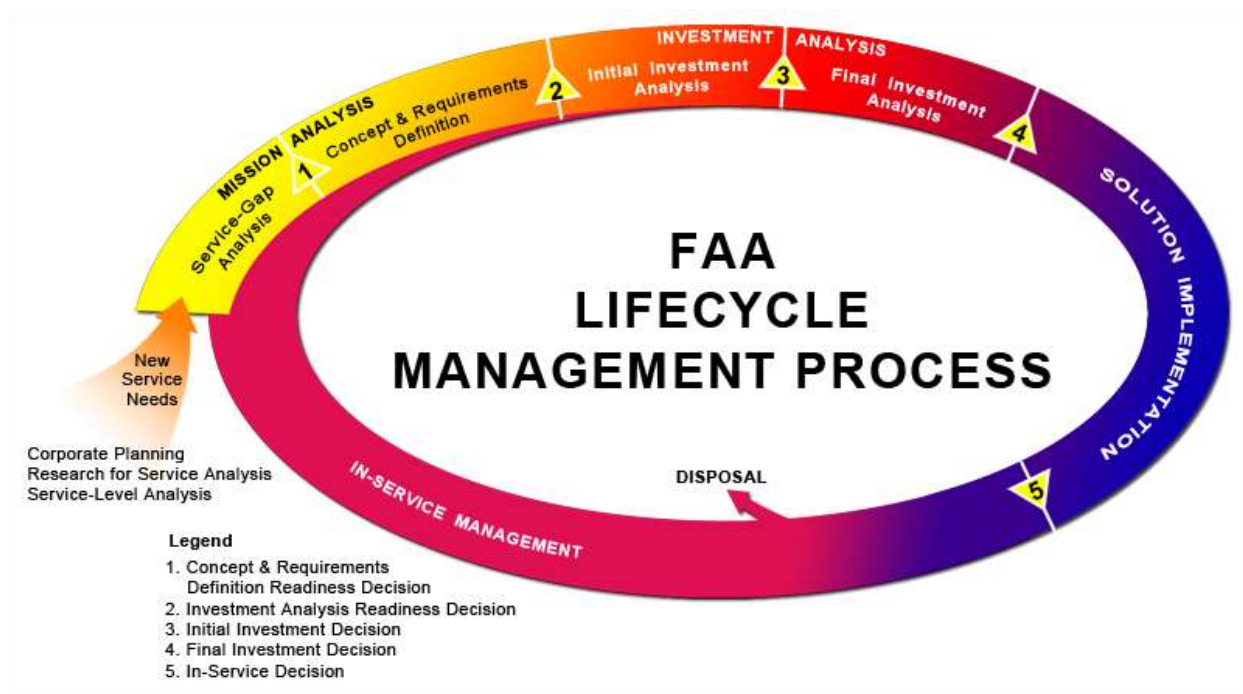 MISSION ANALYSIS
Service-Gap
Analysis
1
Concept & Requirements
Definition
2
INVESTMENT ANALYSIS
Initial Investment
Analysis
3
Final Investment
Analysis
4
SOLUTION IMPLEMENTATION
5
FAA
LIFECYCLE
MANAGEMENT PROCESS
DISPOSAL
IN-SERVICE MANAGEMENT
New
Service
Needs
Corporate Planning
Research for Service Analysis
Service-Level Analysis
Legend
1. Concept & Requirements
Definition Readiness Decision
2. Investment Analysis Readiness Decision
3. Initial Investment Decision
4. Final Investment Decision
5. In-Service Decision